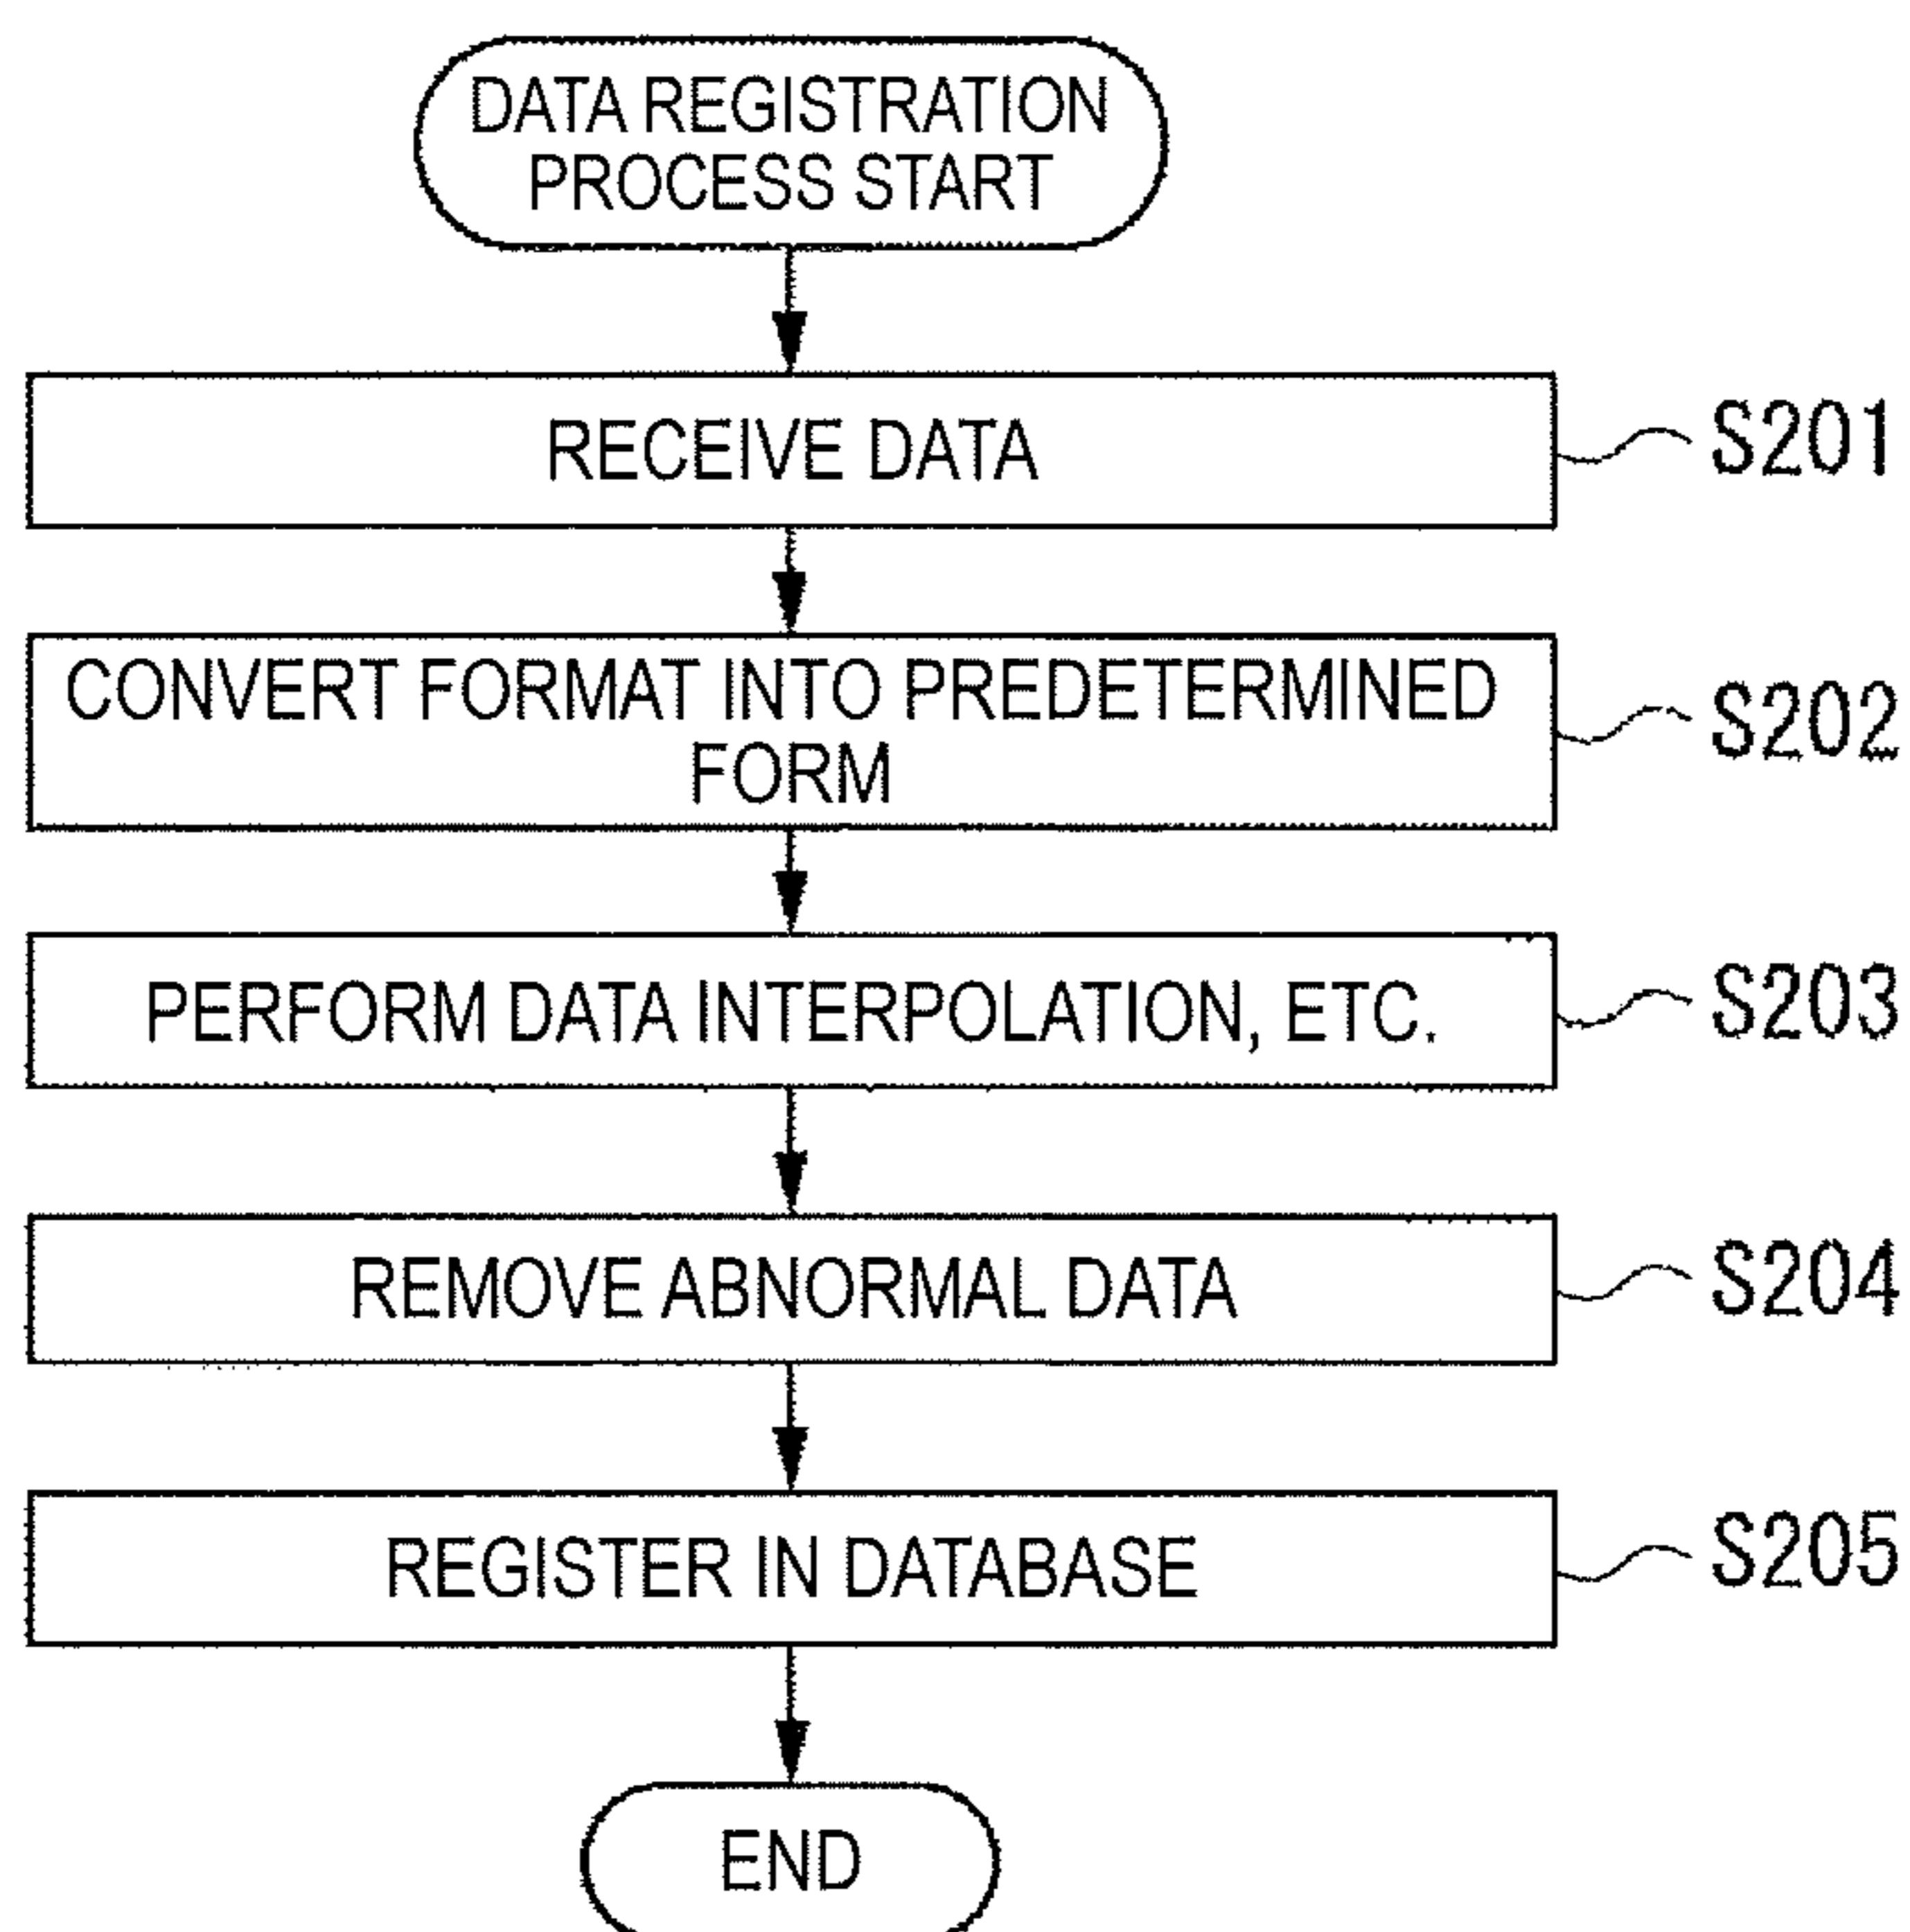 DATA REGISTRATION
PROCESS START
RECEIVE DATA
S201
CONVERT FORMAT INTO PREDETERMINED
FORM
S202
PERFORM DATA INTERPOLATION, ETC.
S203
REMOVE ABNORMAL DATA
S204
REGISTER IN DATABASE
S205
END